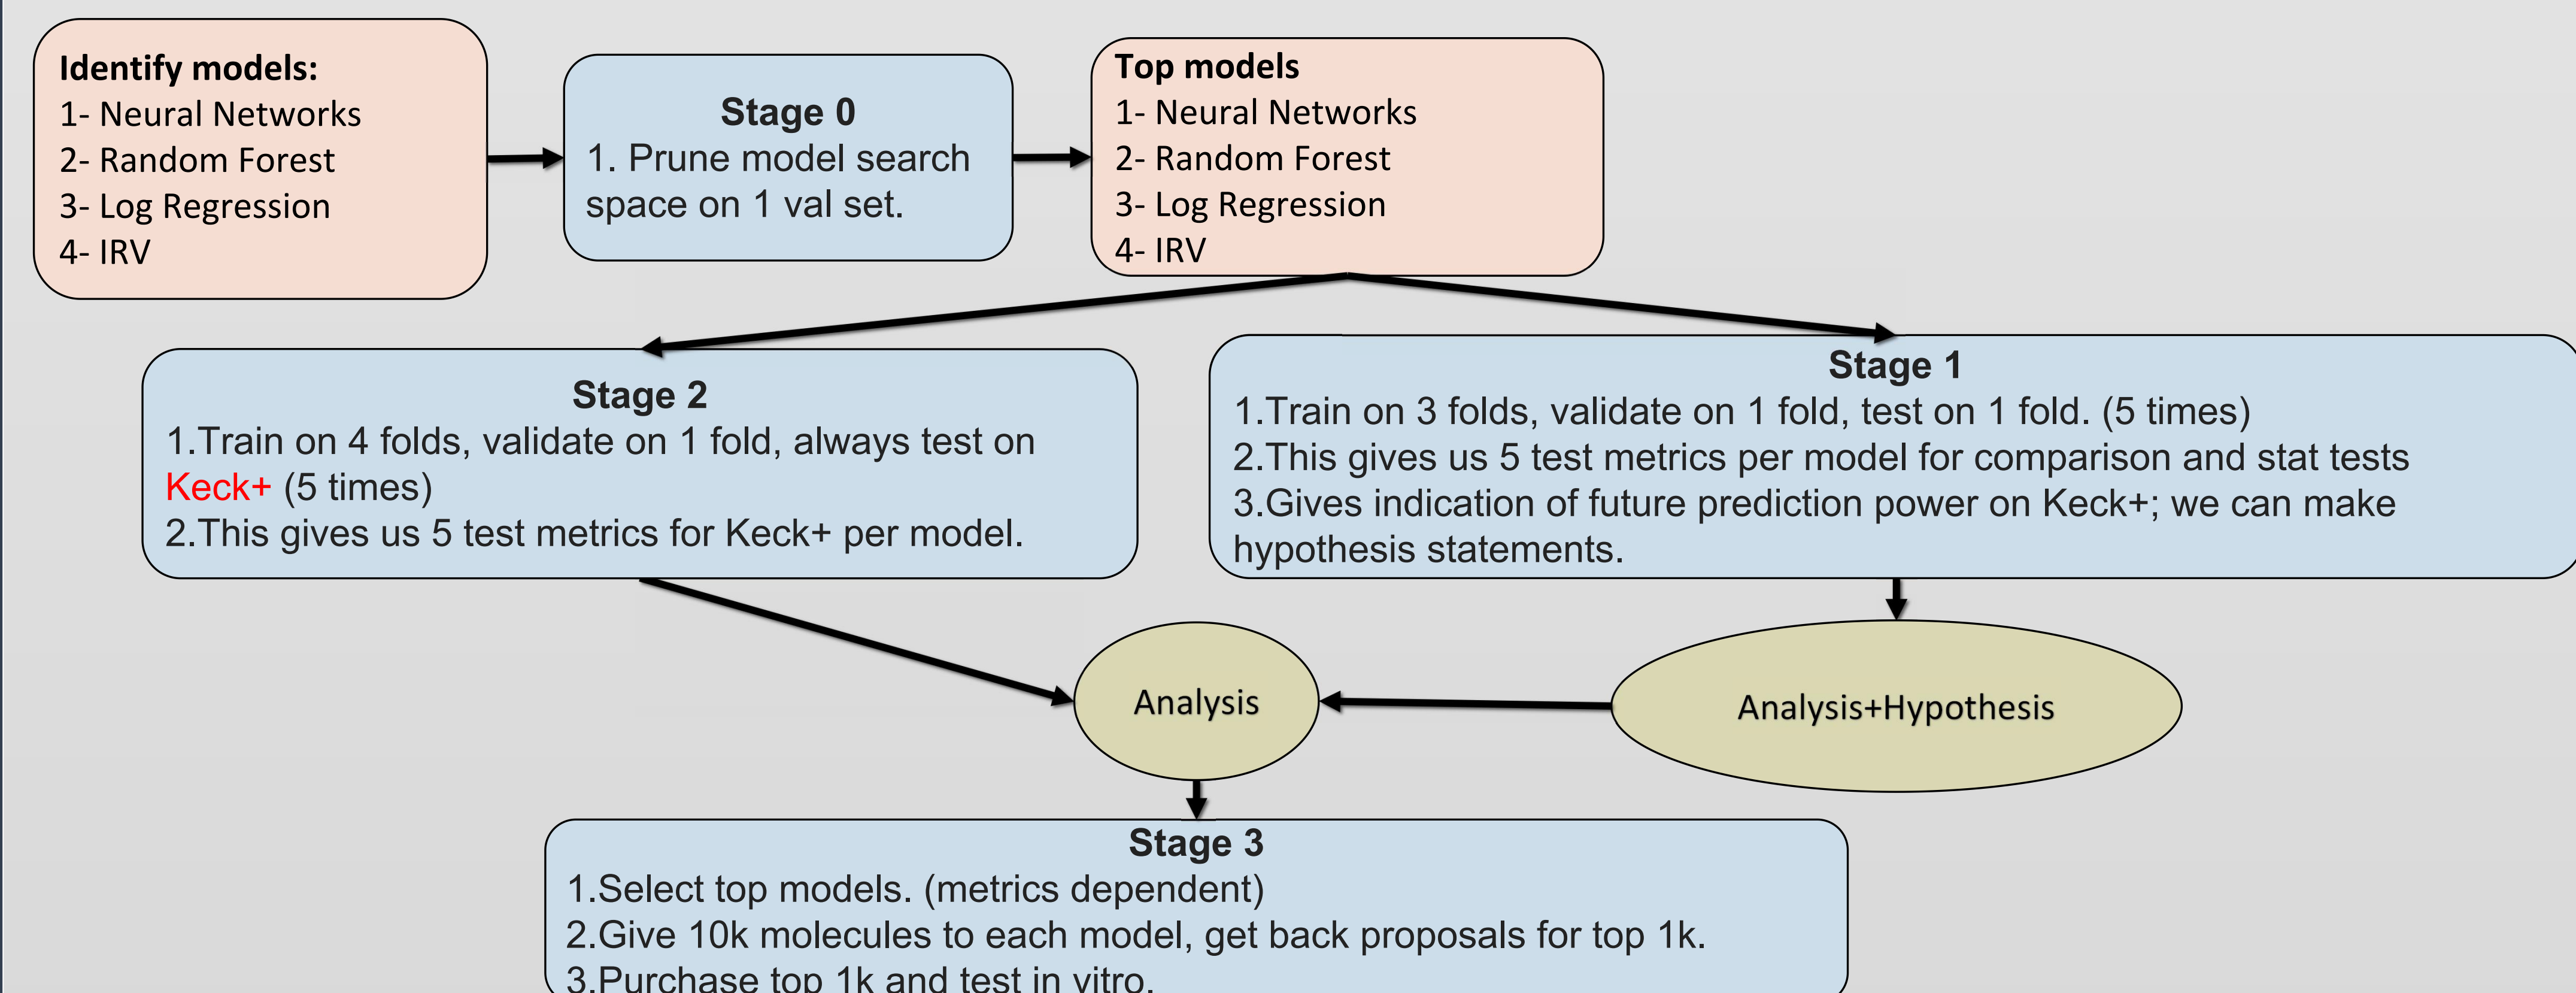 Identify models:
1- Neural Networks
2- Random Forest
3- Log Regression
4- IRV
Stage 0
1. Prune model search
space on 1 val set.
Top models
1- Neural Networks
2- Random Forest
3- Log Regression
4- IRV
Stage 2
1.Train on 4 folds, validate on 1 fold, always test on
Keck+ (5 times)
2.This gives us 5 test metrics for Keck+ per model.
Stage 1
1.Train on 3 folds, validate on 1 fold, test on 1 fold. (5 times)
2.This gives us 5 test metrics per model for comparison and stat tests
3.Gives indication of future prediction power on Keck+; we can make
hypothesis statements.
Analysis
Analysis+Hypothesis
Stage 3
1.Select top models. (metrics dependent)
2.Give 10k molecules to each model, get back proposals for top 1k.
3.Purchase top 1k and test in vitro.